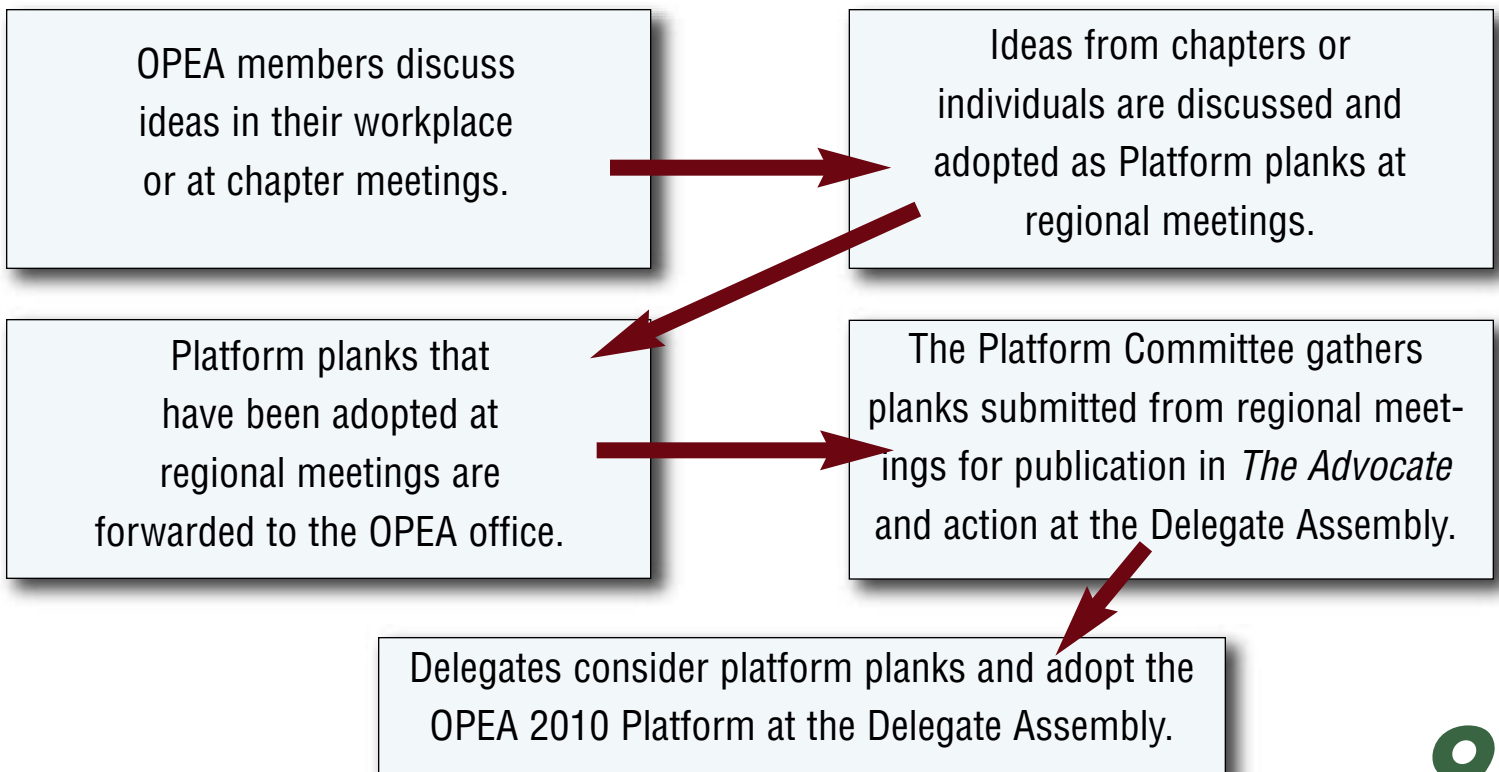 OPEA members discuss
ideas in their workplace
or at chapter meetings.
Ideas from chapters or
individuals are discussed and
adopted as Platform planks at
regional meetings.
Platform planks that
have been adopted at
regional meetings are
forwarded to the OPEA office.
The Platform Committee gathers
planks submitted from regional meet-
ings for publication in The Advocate
and action at the Delegate Assembly.
Delegates consider platform planks and adopt the
OPEA 2010 Platform at the Delegate Assembly.